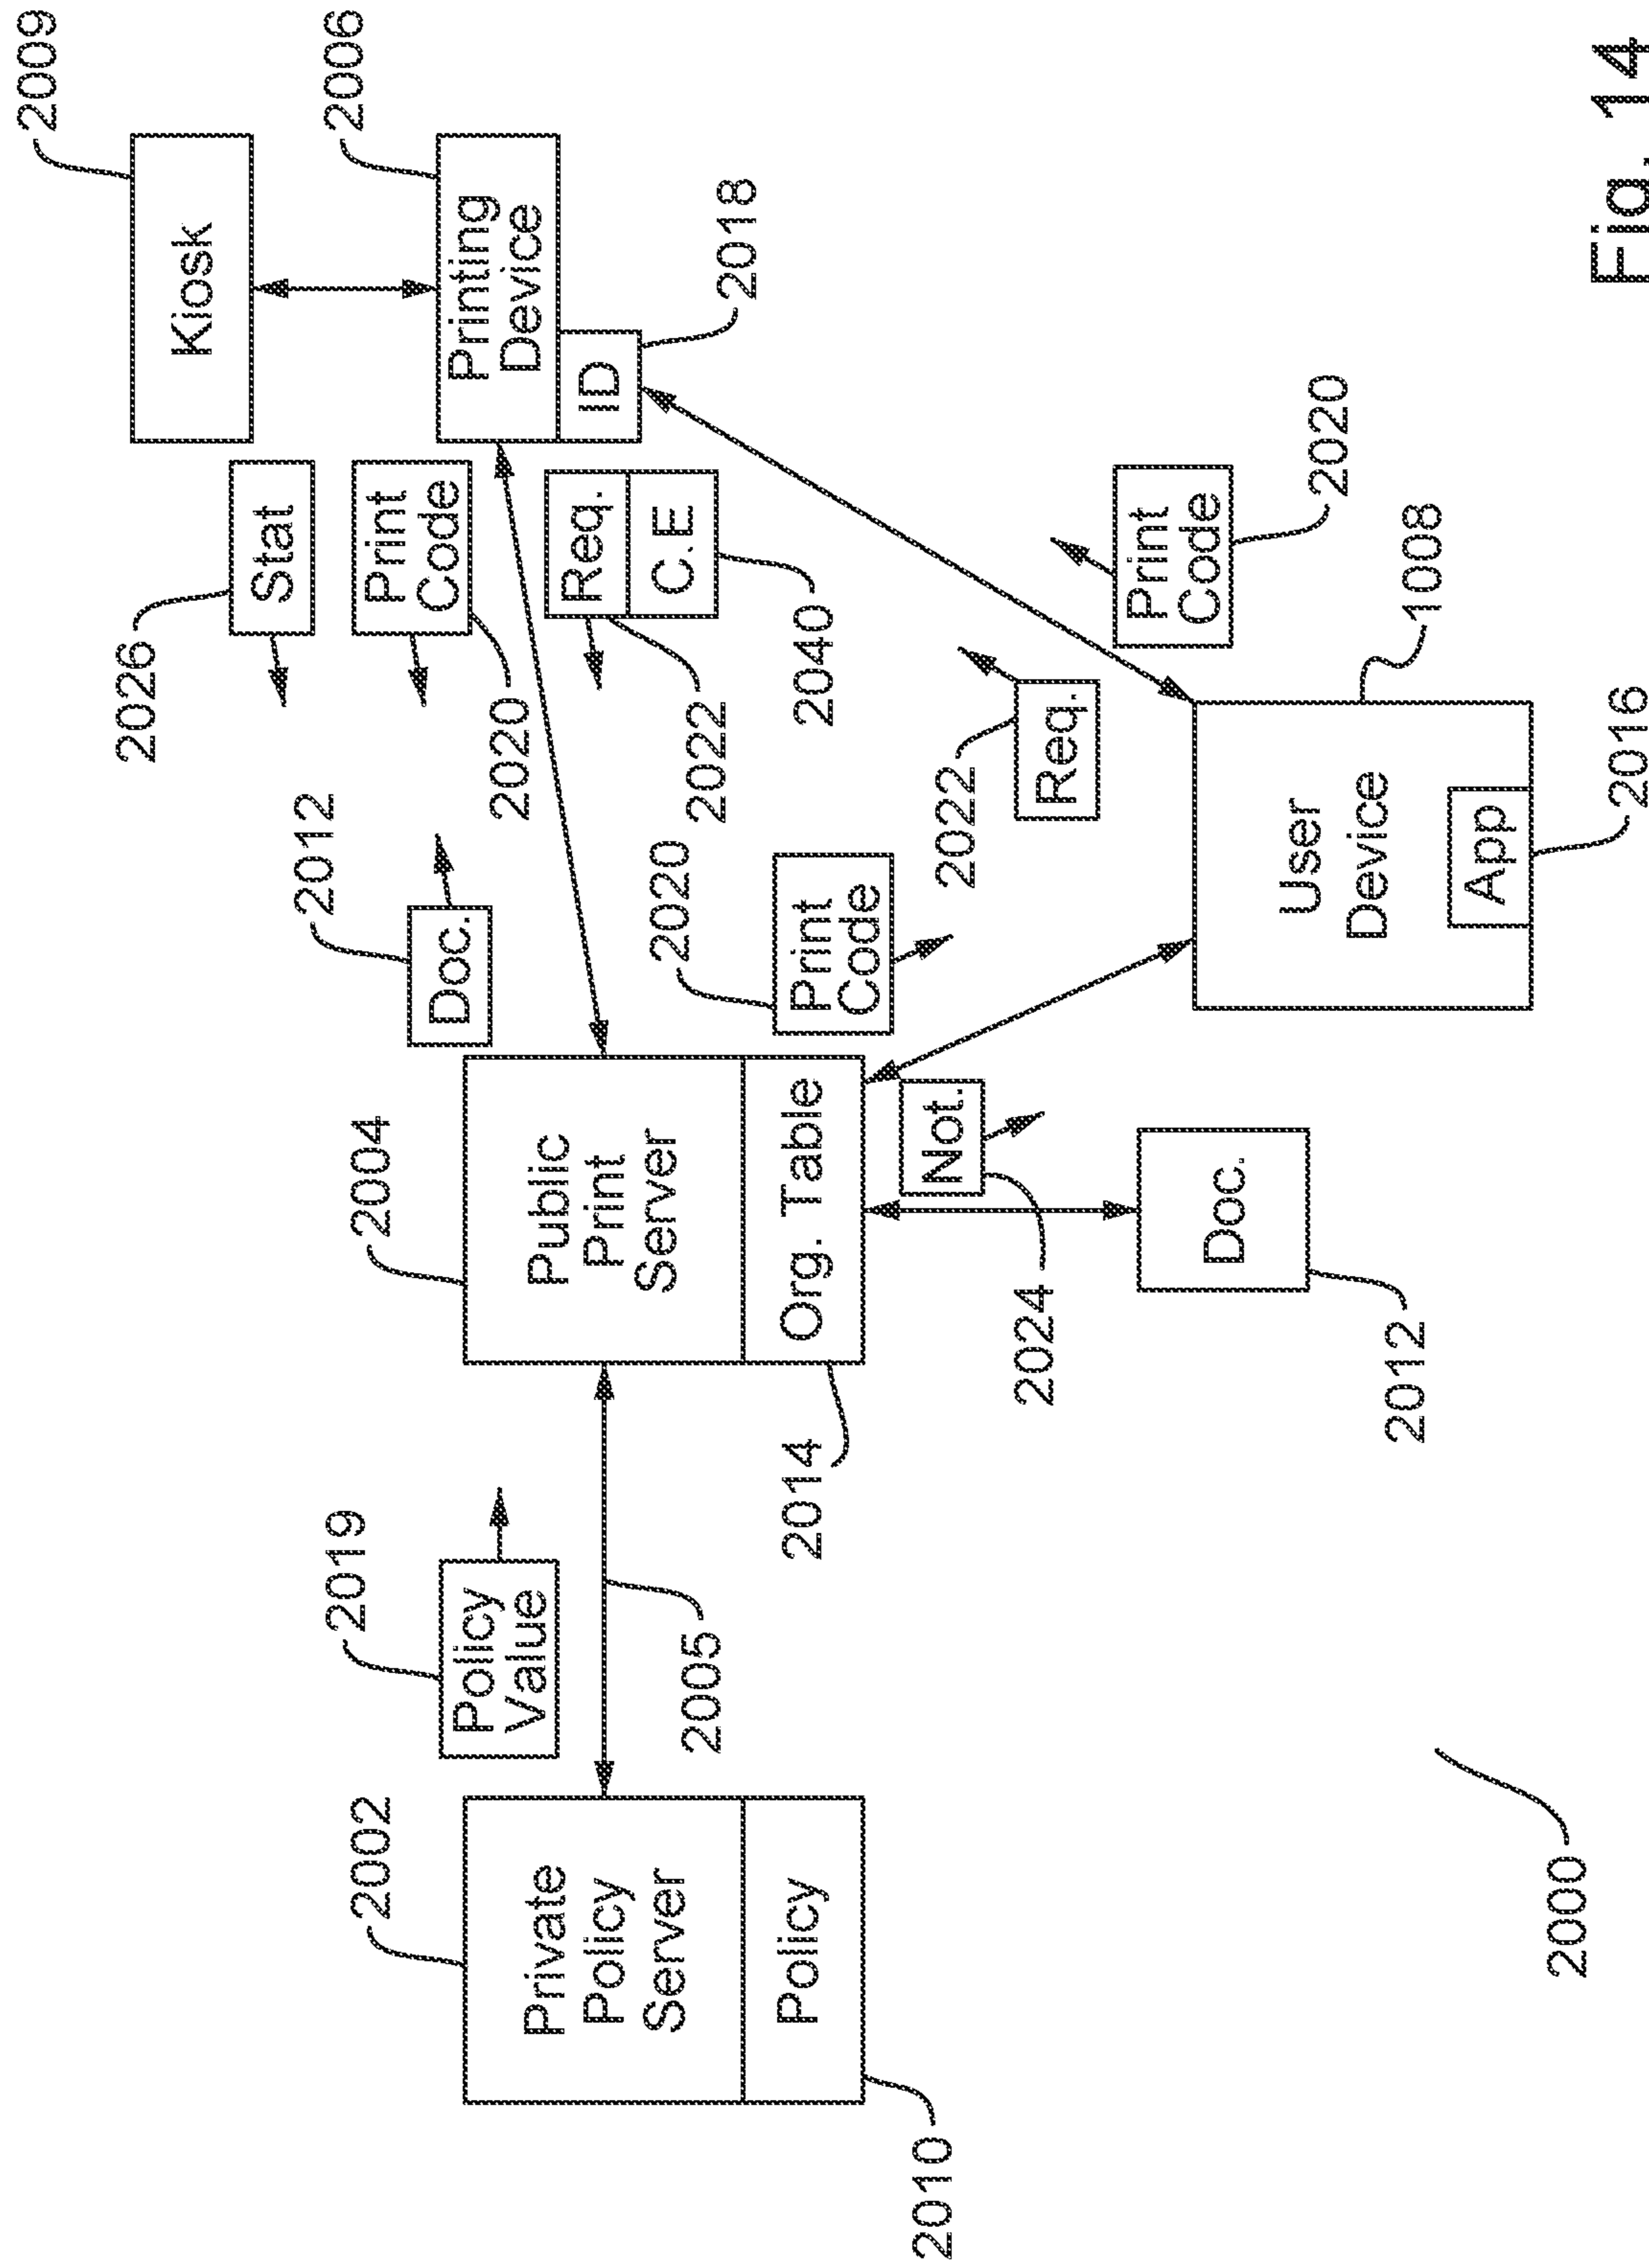 2009
Kiosk
2006
Printing
Device
ID
2018
2026
Stat
Print
Code
2020
Req.
2022
C.E
2040
2012
Doc.
2004
Public
Print
Server
Org. Table
2014
2019
Policy
Value
2005
2002
Private
Policy
Server
Policy
2010
2020
Print
Code
2022
Req.
Print
Code
2020
Not.
2024
Doc.
2012
User
Device
1008
App
2016
2000
Fig. 14